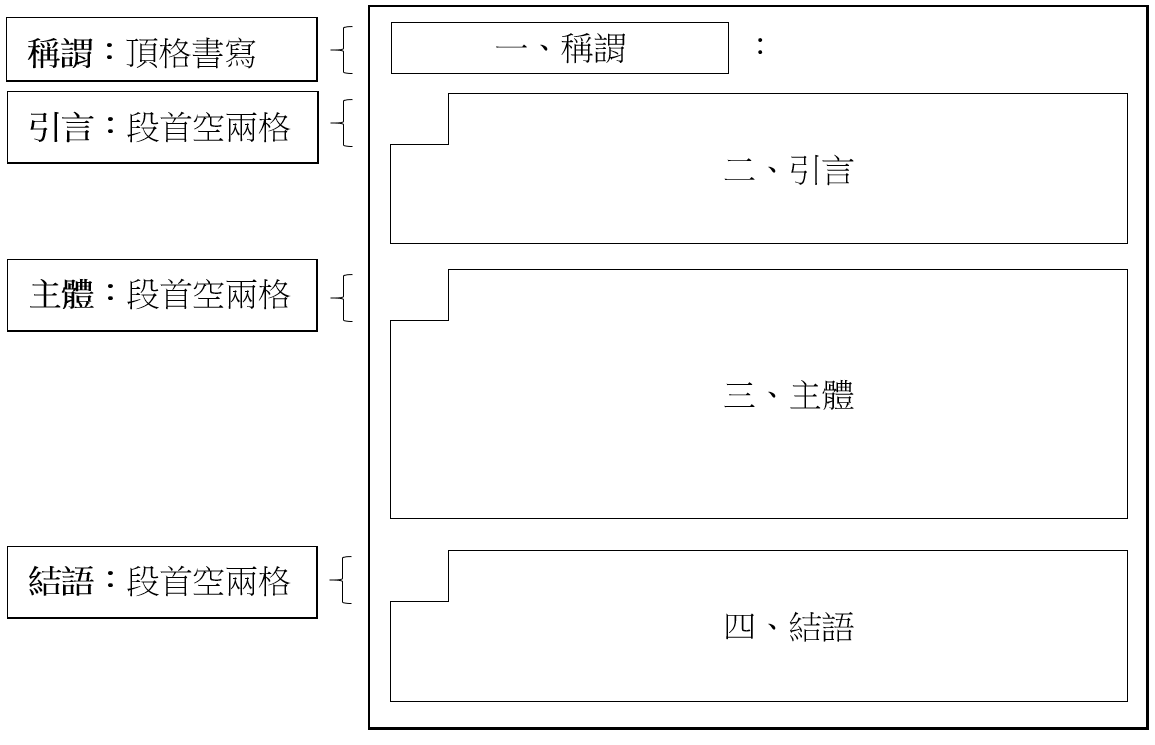 稱謂：頂格書寫
一、稱謂 ：
引言：段首空兩格
二、引言
主體：段首空兩格
三、主體
結語：段首空兩格
四、結語